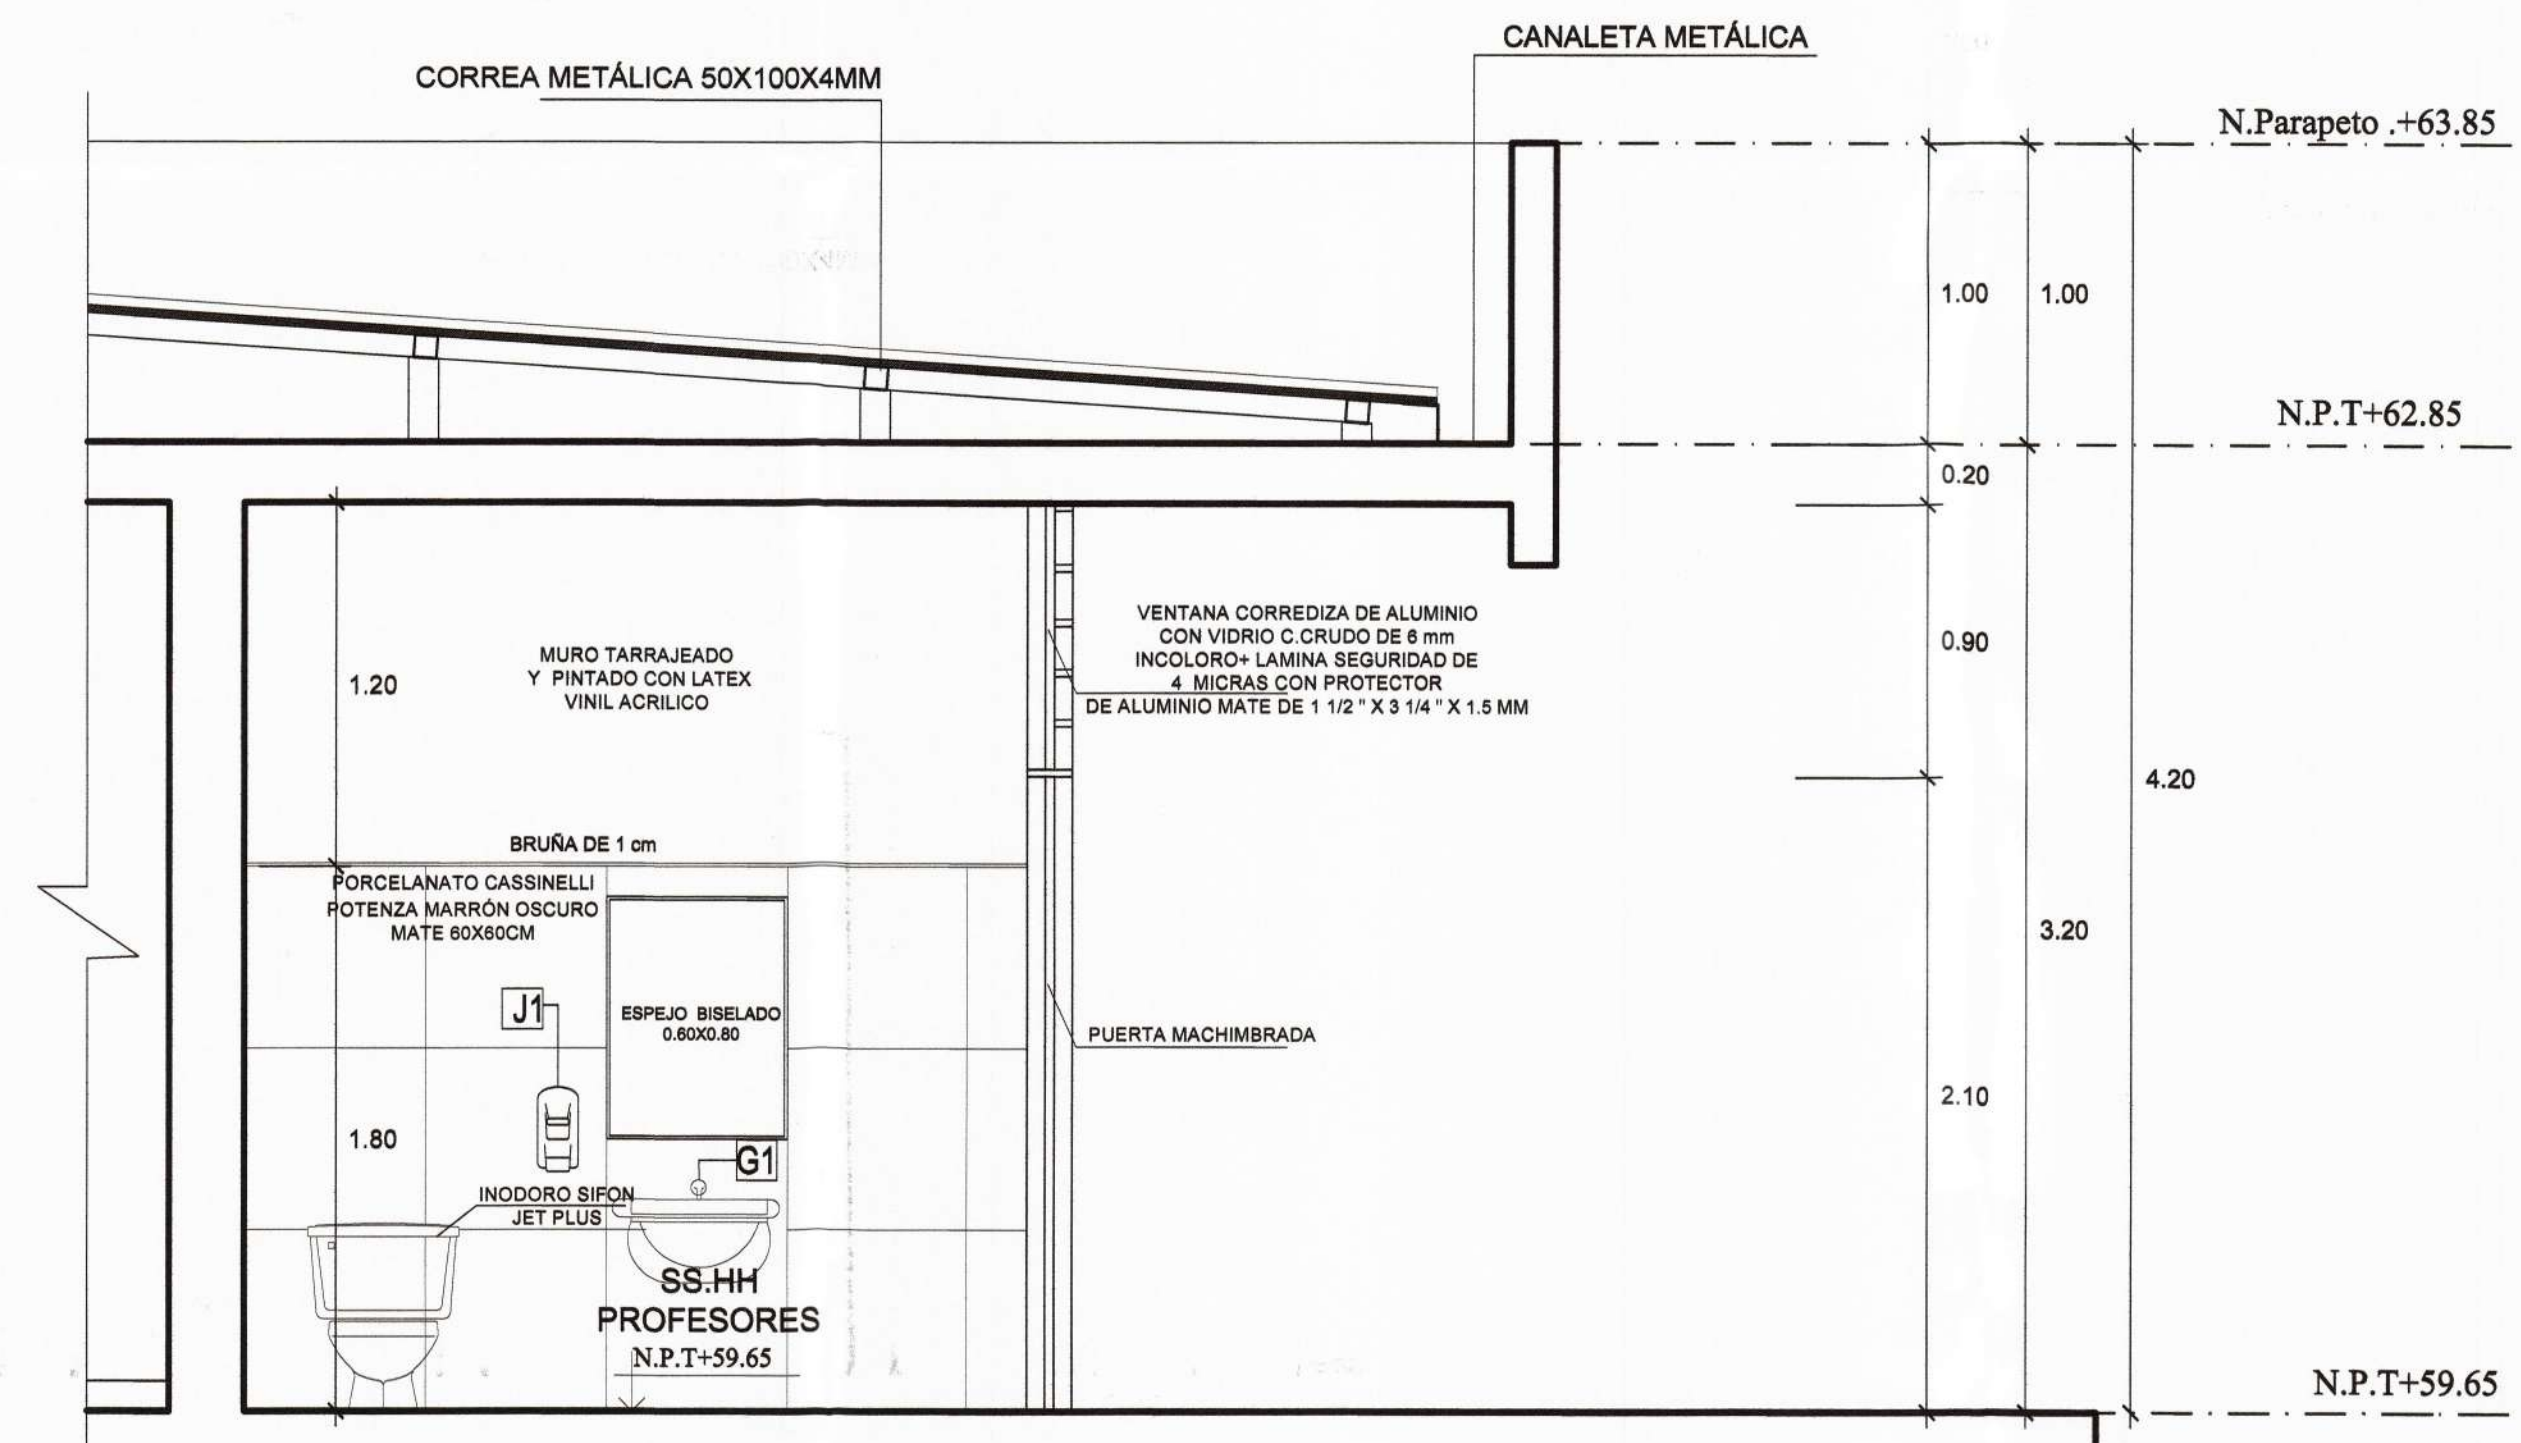 CANALETA METÁLICA
CORREA METÁLICA 50X100X4MM
N.Parapeto .+63.85
1.00
1.00
N.P.T+62.85
0.20
VENTANA CORREDIZA DE ALUMINIO
CON VIDRIO C.CRUDO DE 6 mm
INCOLORO+ LAMINA SEGURIDAD DE
4 MICRAS CON PROTECTOR
DE ALUMINIO MATE DE 1 1/2 " X 3 1/4 " X 1.5 MM
0.90
MURO TARRAJEADO
Y PINTADO CON LATEX
VINIL ACRILICO
1.20
4.20
BRUÑA DE 1 cm
PORCELANATO CASSINELLI
POTENZA MARRÓN OSCURO
MATE 60X60CM
3.20
J1
ESPEJO BISELADO
0.60X0.80
PUERTA MACHIMBRADA
2.10
1.80
G1
INODORO SIFON
JET PLUS
SS.HH
PROFESORES
N.P.T+59.65
N.P.T+59.65